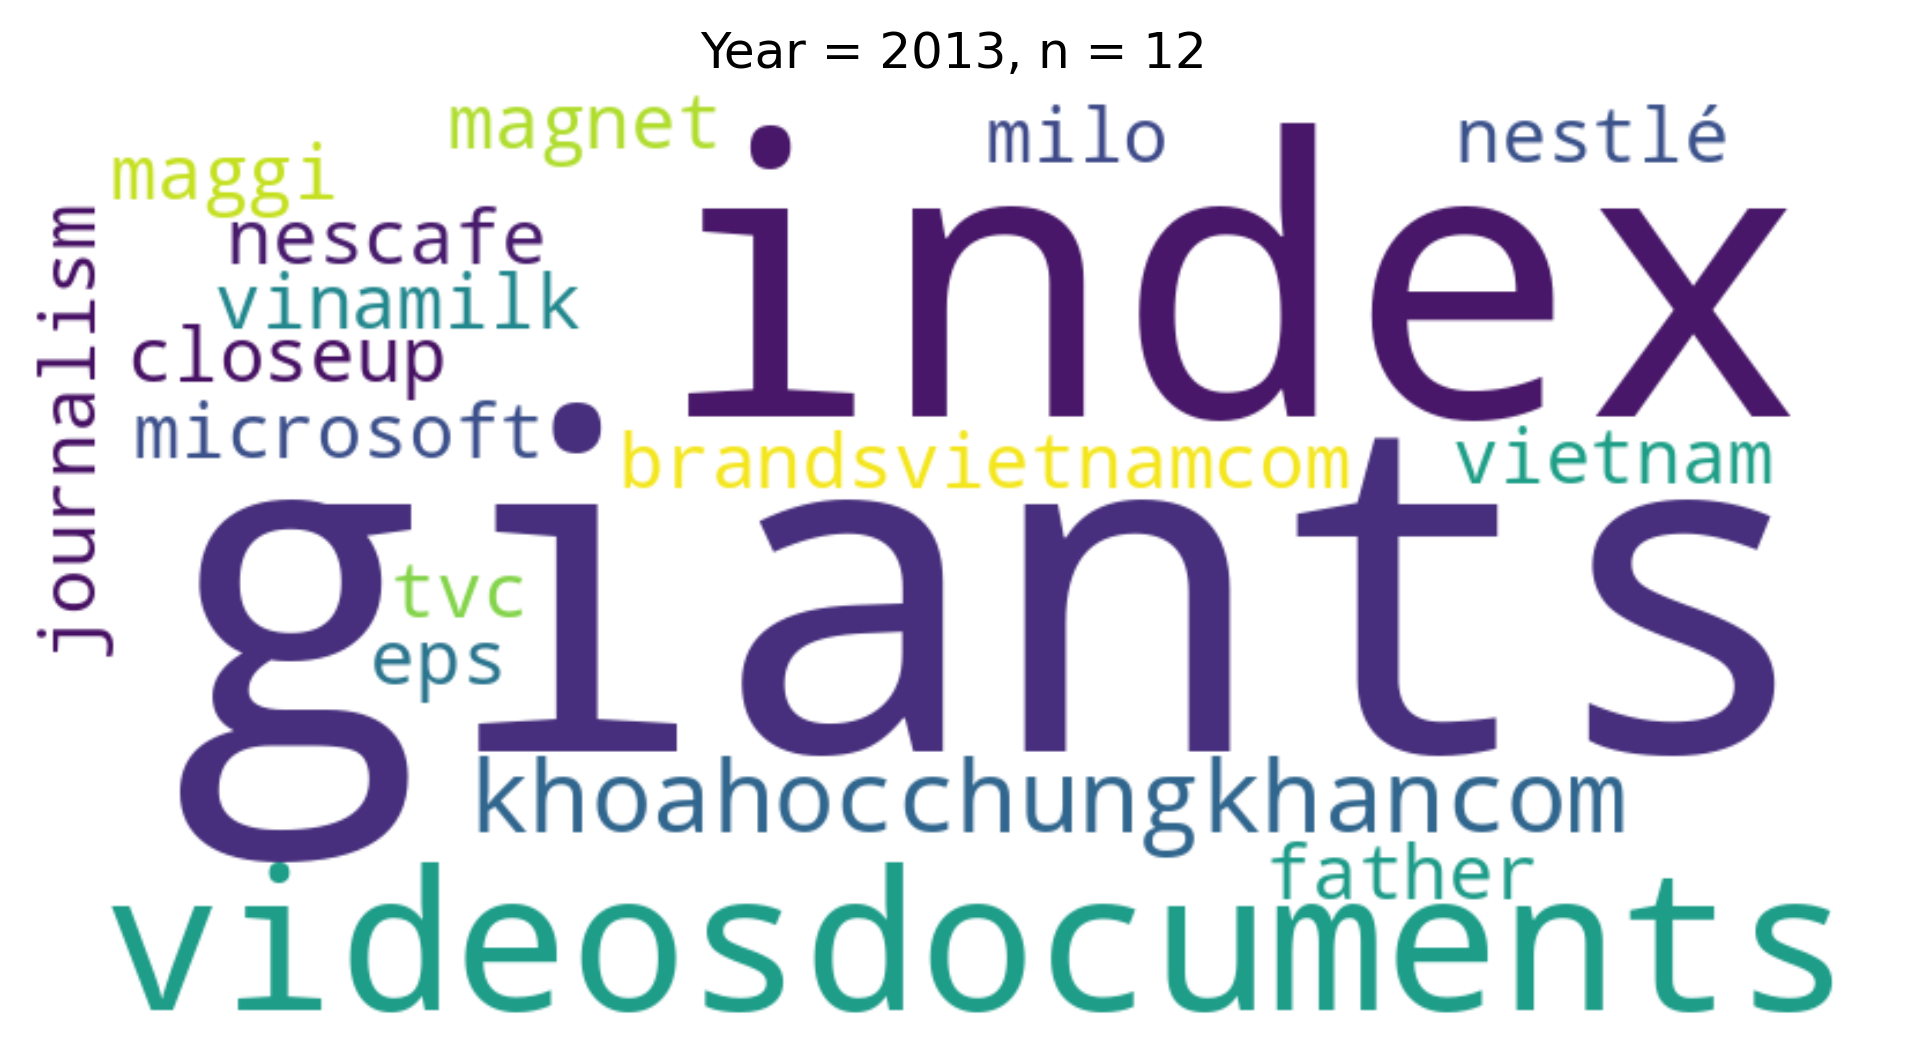 Year = 2013, n = 12
magnet
milo
nestlé
maggi
index
nescafe
vinamilk
closeup
journalism
microsoft
brandsvietnamcom
vietnam
giants
tvc
eps
khoahocchungkhancom
father
videosdocuments